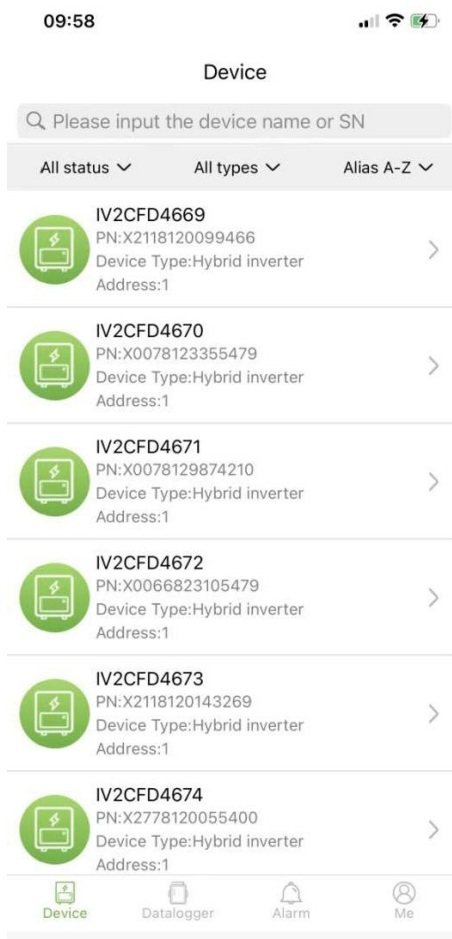 09:58
Device
Please input the device name or SN
All status All types Alias A-Z
IV2CFD4669
PN:X2118120099466
Device Type:Hybrid inverter
Address:1
IV2CFD4670
PN:X0078123355479
Device Type:Hybrid inverter
Address:1
IV2CFD4671
PN:X0078129874210
Device Type:Hybrid inverter
Address:1
IV2CFD4672
PN:X0066823105479
Device Type:Hybrid inverter
Address:1
IV2CFD4673
PN:X2118120143269
Device Type:Hybrid inverter
Address:1
IV2CFD4674
PN:X2778120055400
Device Type:Hybrid inverter
Address:1
Device Datalogger Alarm Me